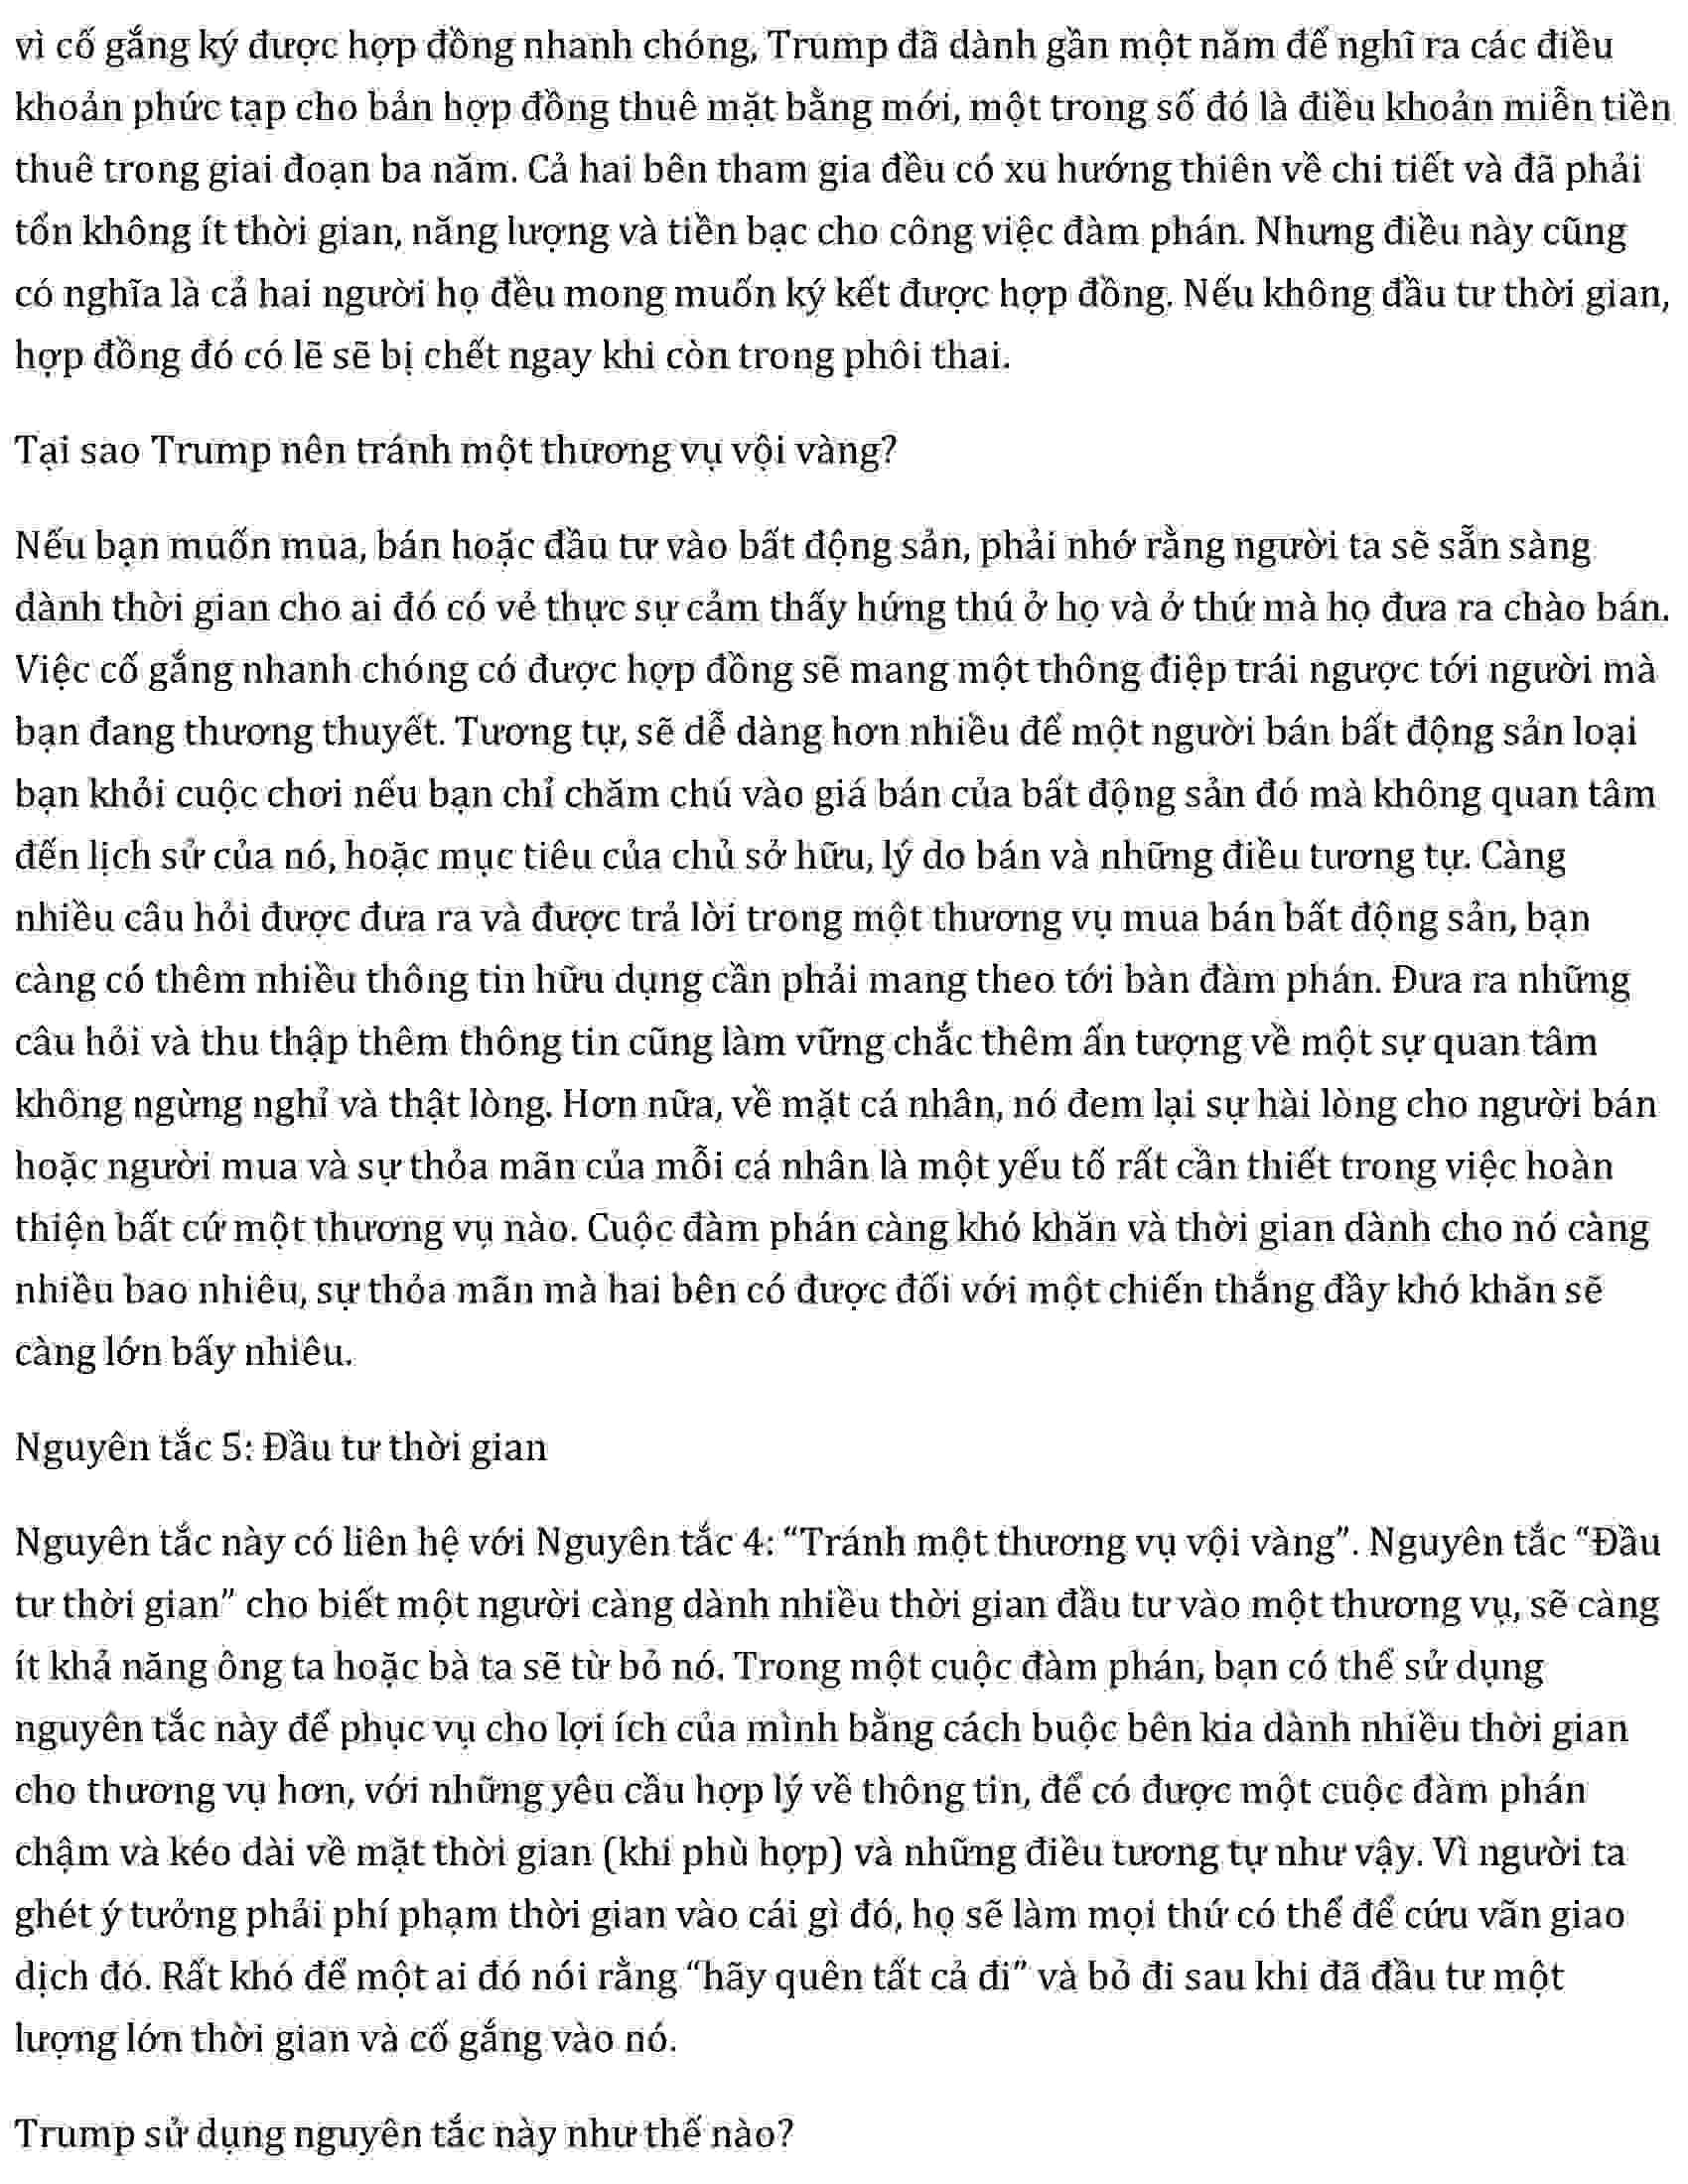 vì cố gắng ký được hợp đồng nhanh chóng, Trump đã dành gần một năm để nghĩ ra các điều
khoản phức tạp cho bản hợp đồng thuê mặt bằng mới, một trong số đó là điều khoản miễn tiền
thuê trong giai đoạn ba năm. Cả hai bên tham gia đều có xu hướng thiên về chi tiết và đã phải
tốn không ít thời gian, năng lượng và tiền bạc cho công việc đàm phán. Nhưng điều này cũng
có nghĩa là cả hai người họ đều mong muốn ký kết được hợp đồng. Nếu không đầu tư thời gian,
hợp đồng đó có lẽ sẽ bị chết ngay khi còn trong phôi thai.
Tại sao Trump nên tránh một thương vụ vội vàng?
Nếu bạn muốn mua, bán hoặc đầu tư vào bất động sản, phải nhớ rằng người ta sẽ sẵn sàng
dành thời gian cho ai đó có vẻ thực sự cảm thấy hứng thú ở họ và ở thứ mà họ đưa ra chào bán.
Việc cố gắng nhanh chóng có được hợp đồng sẽ mang một thông điệp trái ngược tới người mà
bạn đang thương thuyết. Tương tự, sẽ dễ dàng hơn nhiều để một người bán bất động sản loại
bạn khỏi cuộc chơi nếu bạn chỉ chăm chú vào giá bán của bất động sản đó mà không quan tâm
đến lịch sử của nó, hoặc mục tiêu của chủ sở hữu, lý do bán và những điều tương tự. Càng
nhiều câu hỏi được đưa ra và được trả lời trong một thương vụ mua bán bất động sản, bạn
càng có thêm nhiều thông tin hữu dụng cần phải mang theo tới bàn đàm phán. Đưa ra những
câu hỏi và thu thập thêm thông tin cũng làm vững chắc thêm ấn tượng về một sự quan tâm
không ngừng nghỉ và thật lòng. Hơn nữa, về mặt cá nhân, nó đem lại sự hài lòng cho người bán
hoặc người mua và sự thỏa mãn của mỗi cá nhân là một yếu tố rất cần thiết trong việc hoàn
thiện bất cứ một thương vụ nào. Cuộc đàm phán càng khó khăn và thời gian dành cho nó càng
nhiều bao nhiêu, sự thỏa mãn mà hai bên có được đối với một chiến thắng đầy khó khăn sẽ
càng lớn bấy nhiêu.
Nguyên tắc 5: Đầu tư thời gian
Nguyên tắc này có liên hệ với Nguyên tắc 4: “Tránh một thương vụ vội vàng”. Nguyên tắc “Đầu
tư thời gian” cho biết một người càng dành nhiều thời gian đầu tư vào một thương vụ, sẽ càng
ít khả năng ông ta hoặc bà ta sẽ từ bỏ nó. Trong một cuộc đàm phán, bạn có thể sử dụng
nguyên tắc này để phục vụ cho lợi ích của mình bằng cách buộc bên kia dành nhiều thời gian
cho thương vụ hơn, với những yêu cầu hợp lý về thông tin, để có được một cuộc đàm phán
chậm và kéo dài về mặt thời gian (khi phù hợp) và những điều tương tự như vậy. Vì người ta
ghét ý tưởng phải phí phạm thời gian vào cái gì đó, họ sẽ làm mọi thứ có thể để cứu vãn giao
dịch đó. Rất khó để một ai đó nói rằng “hãy quên tất cả đi” và bỏ đi sau khi đã đầu tư một
lượng lớn thời gian và cố gắng vào nó.
Trump sử dụng nguyên tắc này như thế nào?